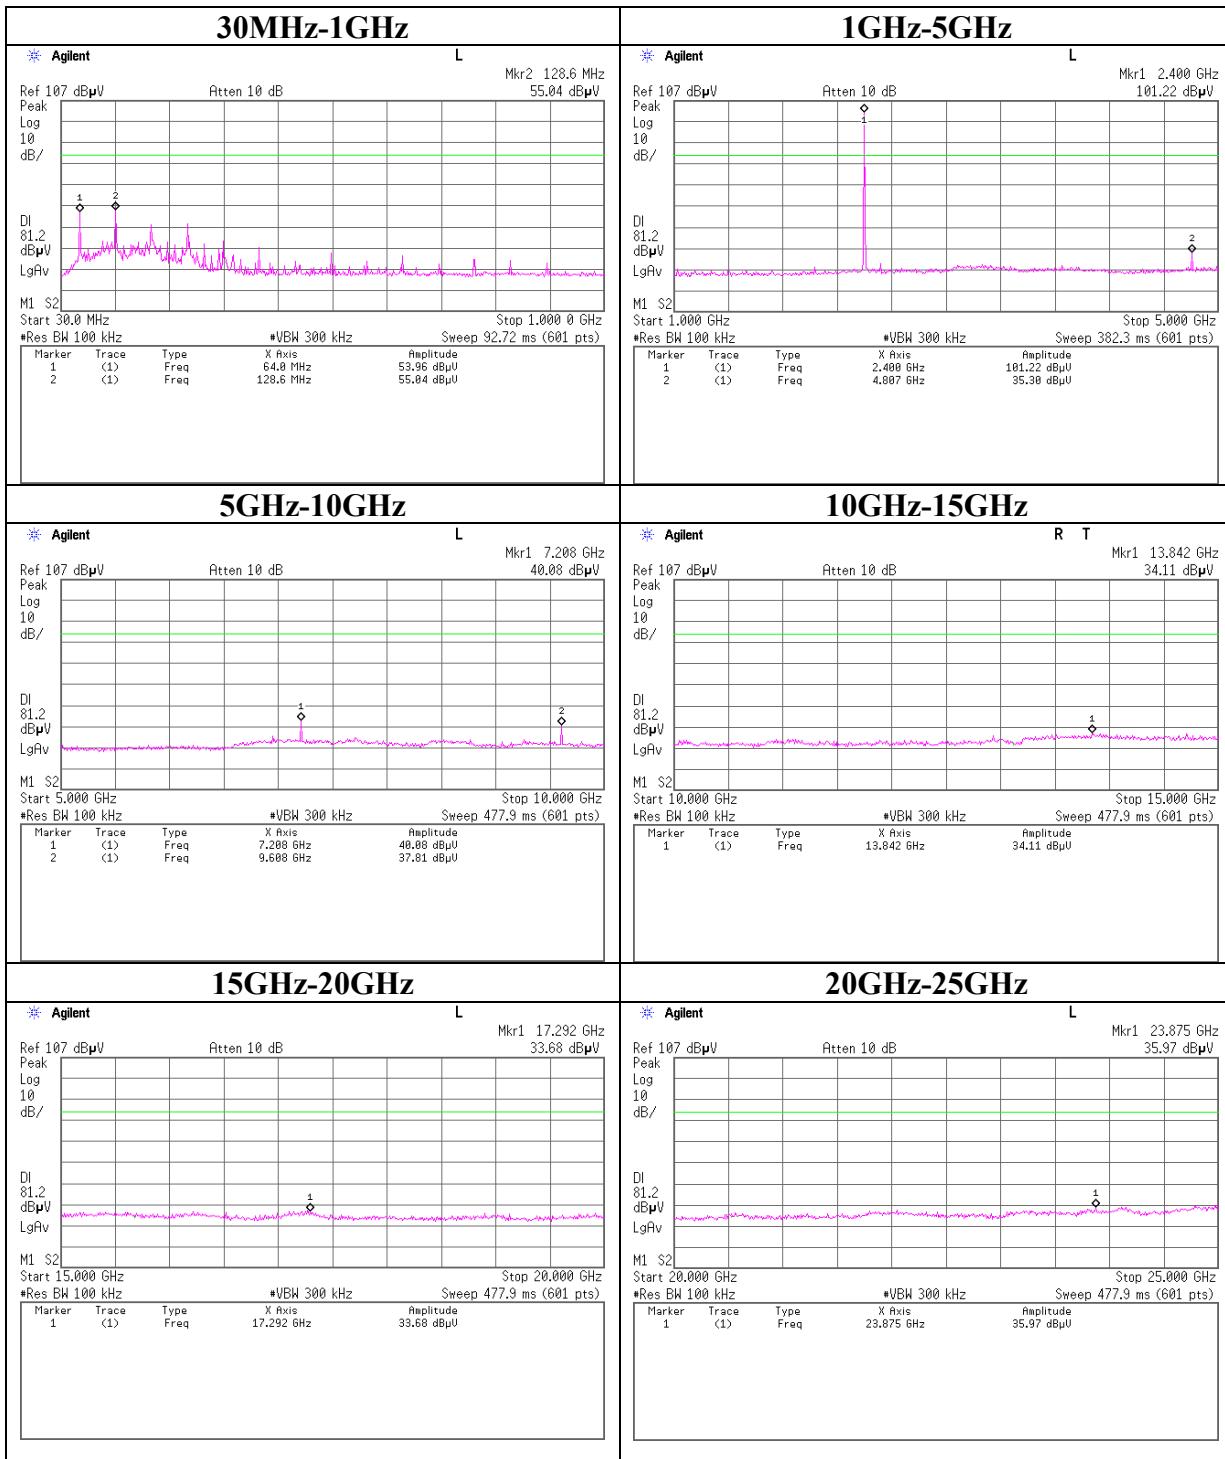 30MHz-1GHz
Agilent L
Mkr2 128.6 MHz
Ref 107 dBµV Atten 10 dB 55.04 dBµV
Peak
Log
10
dB/
1 2
DI
81.2
dBµV
LgAv
M1 S2
Start 30.0 MHz Stop 1.000 0 GHz
#Res BW 100 kHz #VBW 300 kHz Sweep 92.72 ms (601 pts)
Marker Trace Type X Axis Amplitude
1 (1) Freq 64.0 MHz 53.96 dBµV
2 (1) Freq 128.6 MHz 55.04 dBµV
1GHz-5GHz
Agilent L
Mkr1 2.400 GHz
Ref 107 dBµV Atten 10 dB 101.22 dBµV
Peak
Log
10
dB/
1
DI
81.2
dBµV
LgAv
2
M1 S2
Start 1.000 GHz Stop 5.000 GHz
#Res BW 100 kHz #VBW 300 kHz Sweep 382.3 ms (601 pts)
Marker Trace Type X Axis Amplitude
1 (1) Freq 2.400 GHz 101.22 dBµV
2 (1) Freq 4.807 GHz 35.30 dBµV
5GHz-10GHz
Agilent L
Mkr1 7.208 GHz
Ref 107 dBµV Atten 10 dB 40.08 dBµV
Peak
Log
10
dB/
1 2
DI
81.2
dBµV
LgAv
M1 S2
Start 5.000 GHz Stop 10.000 GHz
#Res BW 100 kHz #VBW 300 kHz Sweep 477.9 ms (601 pts)
Marker Trace Type X Axis Amplitude
1 (1) Freq 7.208 GHz 40.08 dBµV
2 (1) Freq 9.608 GHz 37.81 dBµV
10GHz-15GHz
Agilent R T
Mkr1 13.842 GHz
Ref 107 dBµV Atten 10 dB 34.11 dBµV
Peak
Log
10
dB/
DI
81.2
dBµV
LgAv
1
M1 S2
Start 10.000 GHz Stop 15.000 GHz
#Res BW 100 kHz #VBW 300 kHz Sweep 477.9 ms (601 pts)
Marker Trace Type X Axis Amplitude
1 (1) Freq 13.842 GHz 34.11 dBµV
15GHz-20GHz
Agilent L
Mkr1 17.292 GHz
Ref 107 dBµV Atten 10 dB 33.68 dBµV
Peak
Log
10
dB/
DI
81.2
dBµV
LgAv
1
M1 S2
Start 15.000 GHz Stop 20.000 GHz
#Res BW 100 kHz #VBW 300 kHz Sweep 477.9 ms (601 pts)
Marker Trace Type X Axis Amplitude
1 (1) Freq 17.292 GHz 33.68 dBµV
20GHz-25GHz
Agilent L
Mkr1 23.875 GHz
Ref 107 dBµV Atten 10 dB 35.97 dBµV
Peak
Log
10
dB/
DI
81.2
dBµV
LgAv
1
M1 S2
Start 20.000 GHz Stop 25.000 GHz
#Res BW 100 kHz #VBW 300 kHz Sweep 477.9 ms (601 pts)
Marker Trace Type X Axis Amplitude
1 (1) Freq 23.875 GHz 35.97 dBµV